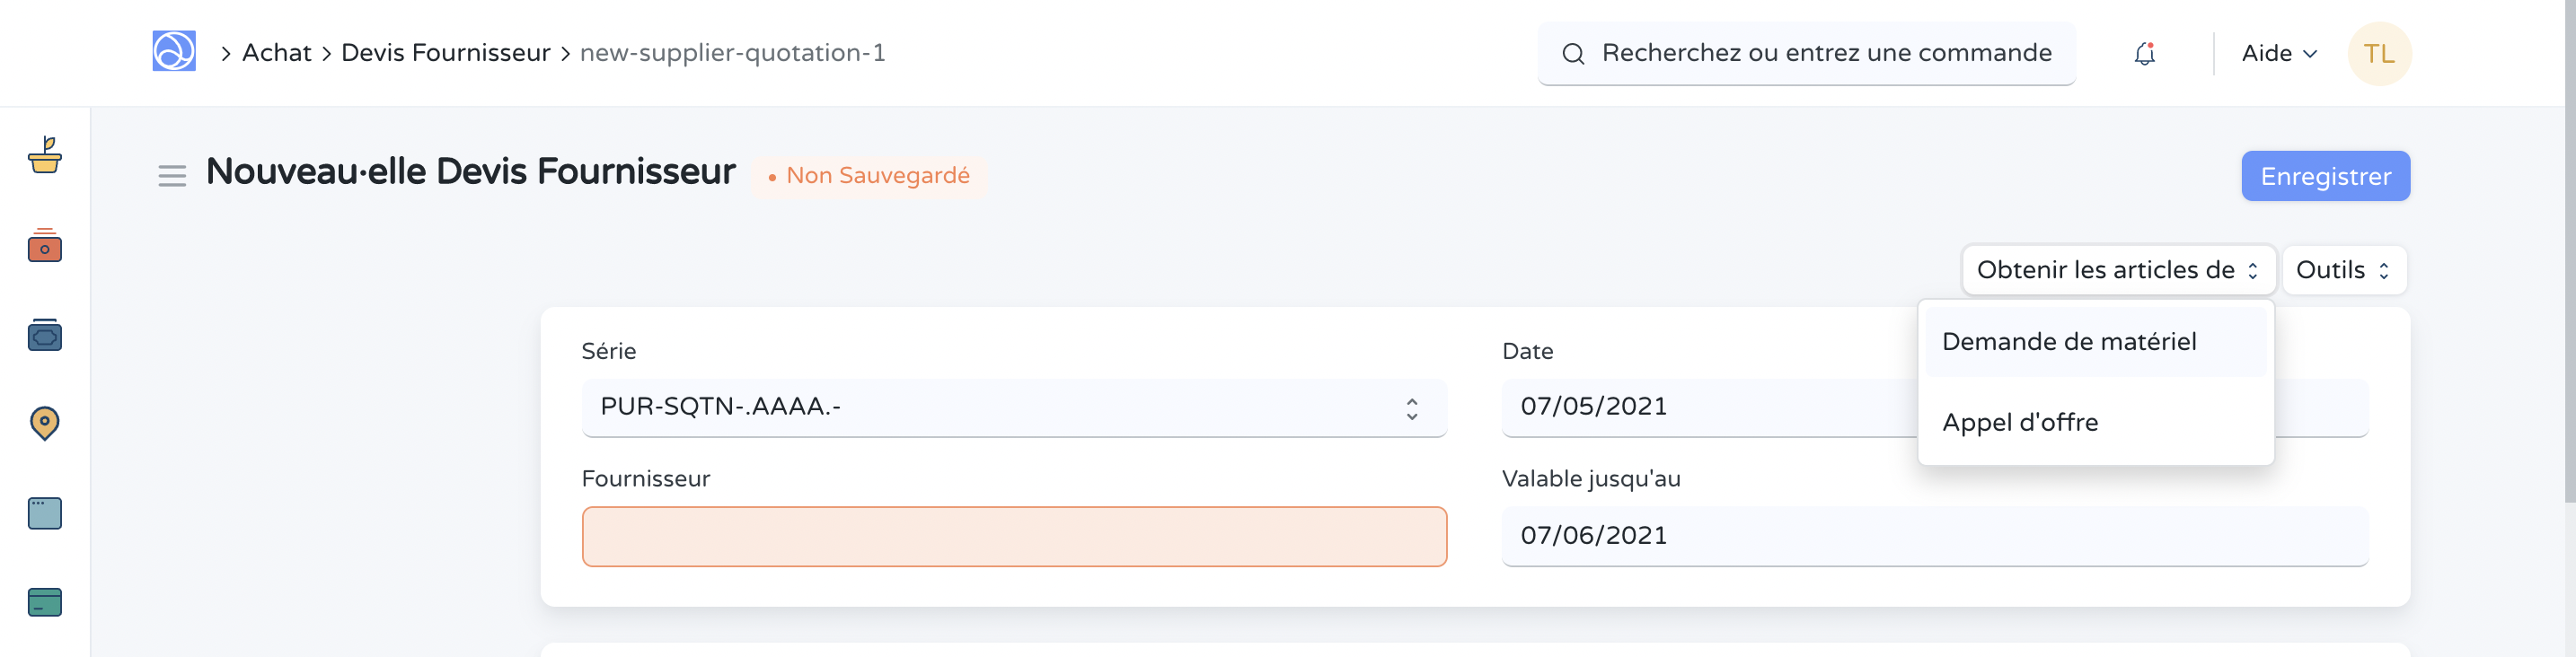 Achat
Devis Fournisseur
new-supplier-quotation-1
Recherchez ou entrez une commande
Aide
TL
Nouveau·elle Devis Fournisseur
Non Sauvegardé
Enregistrer
Obtenir les articles de
Outils
Demande de matériel
Appel d'offre
Série
PUR-SQTN-.AAAA.-
Date
07/05/2021
Fournisseur
Valable jusqu'au
07/06/2021